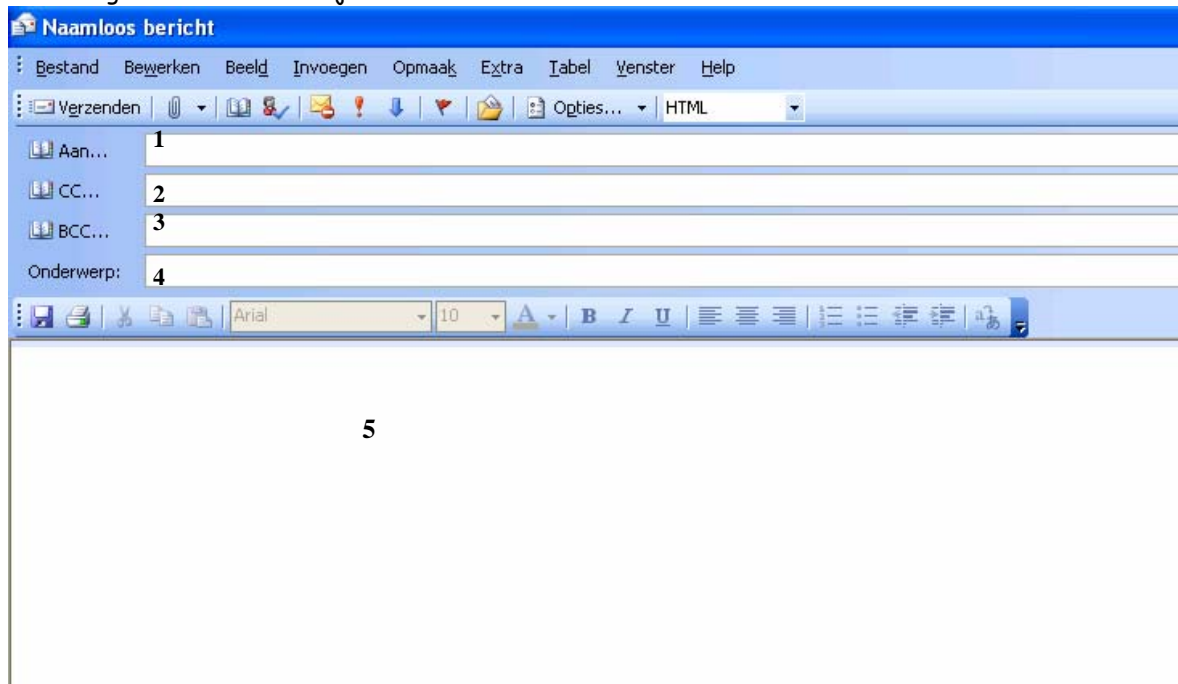 Naamloos bericht
Bestand Bewerken Beeld Invoegen Opmaak Extra Tabel Venster Help
Verzenden Opties... HTML
Aan... 1
CC... 2
BCC... 3
Onderwerp: 4
Arial 10 A B I U
5